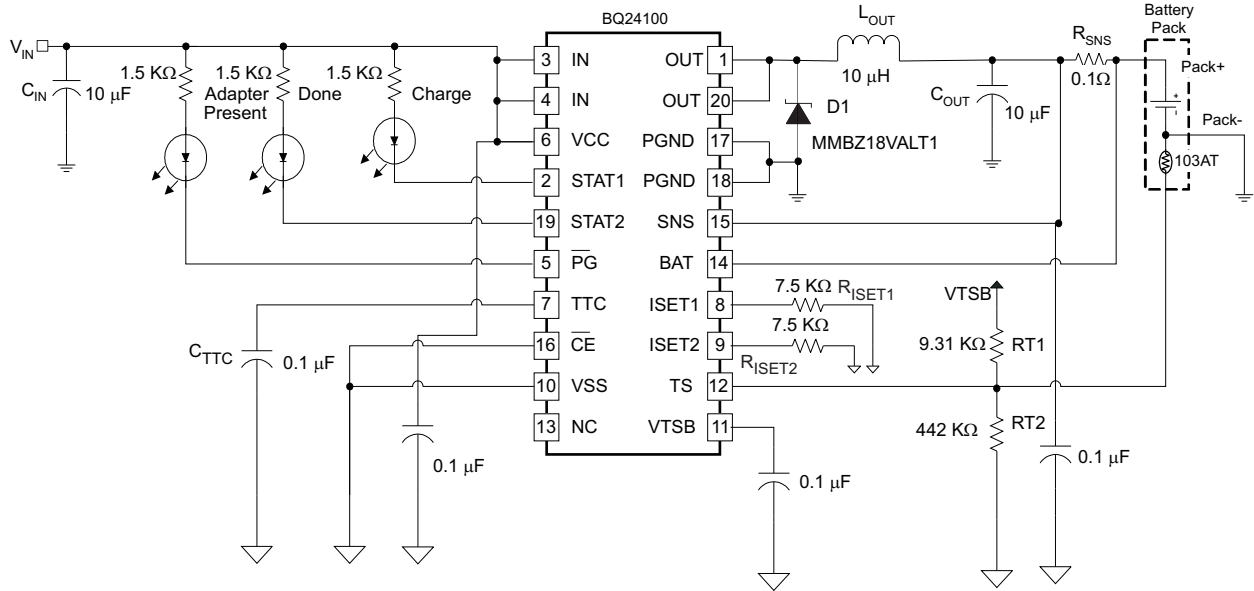 BQ24100
V_IN
C_IN
10 μF
1.5 KΩ
Adapter
Present
1.5 KΩ
Done
1.5 KΩ
Charge
3 IN
4 IN
6 VCC
2 STAT1
19 STAT2
5 P̅G̅
7 TTC
16 C̅E̅
10 VSS
13 NC
OUT 1
OUT 20
PGND 17
PGND 18
SNS 15
BAT 14
ISET1 8
ISET2 9
TS 12
VTSB 11
C_TTC
0.1 μF
0.1 μF
L_OUT
10 μH
D1
MMBZ18VALT1
C_OUT
10 μF
R_SNS
0.1Ω
Battery
Pack
Pack+
+
-
Pack-
103AT
7.5 KΩ R_ISET1
7.5 KΩ
R_ISET2
VTSB
9.31 KΩ RT1
442 KΩ RT2
0.1 μF
0.1 μF